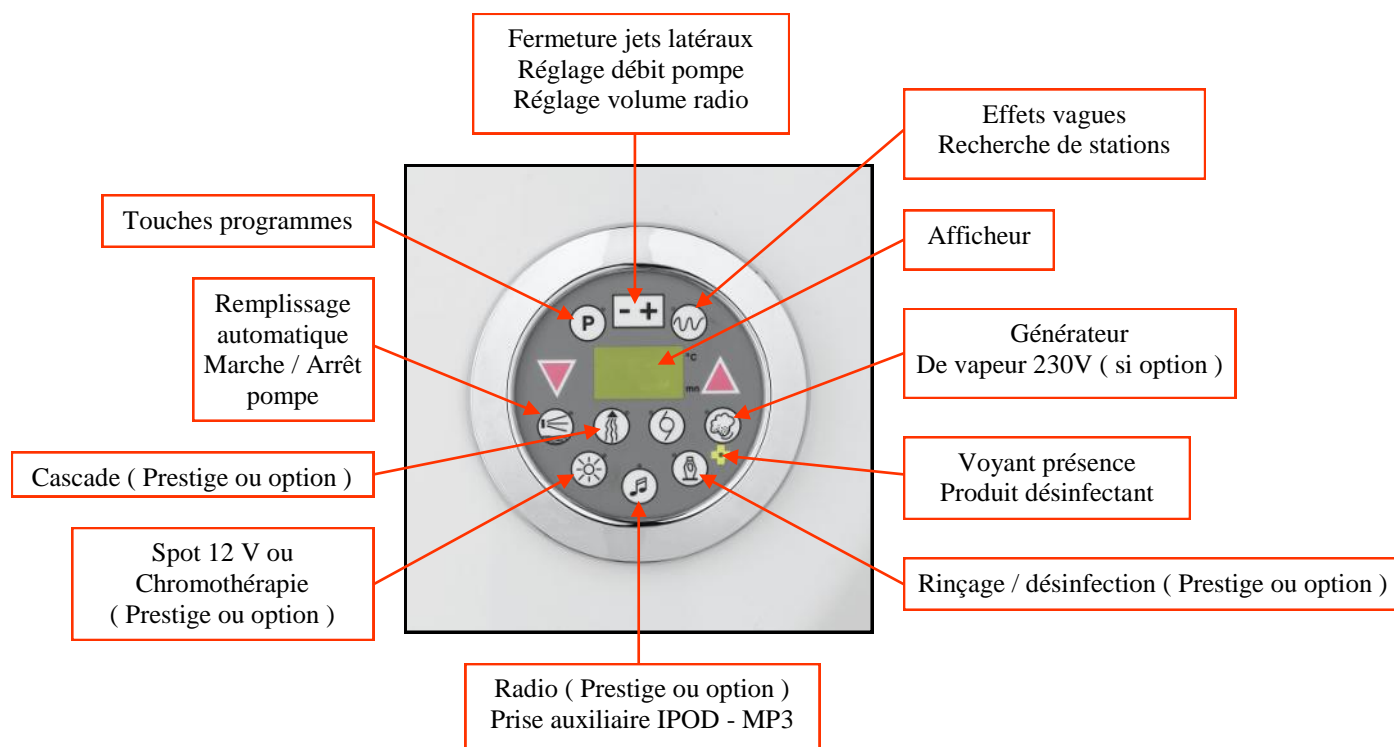 Fermeture jets latéraux
Réglage débit pompe
Réglage volume radio
Effets vagues
Recherche de stations
Touches programmes
Afficheur
Remplissage
automatique
Marche / Arrêt
pompe
Générateur
De vapeur 230V ( si option )
P
- +
°C
mn
Cascade ( Prestige ou option )
Voyant présence
Produit désinfectant
Spot 12 V ou
Chromothérapie
( Prestige ou option )
Rinçage / désinfection ( Prestige ou option )
Radio ( Prestige ou option )
Prise auxiliaire IPOD - MP3